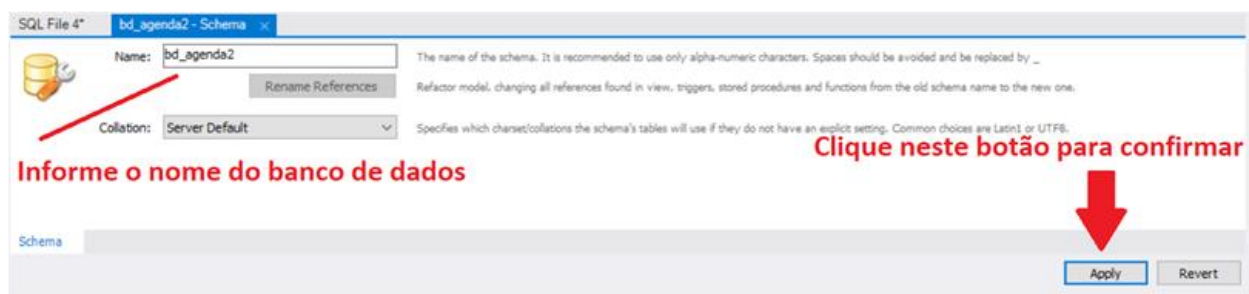 SQL File 4*
bd_agenda2 - Schema ×
Name: bd_agenda2
The name of the schema. It is recommended to use only alpha-numeric characters. Spaces should be avoided and be replaced by _
Rename References
Refactor model, changing all references found in view, triggers, stored procedures and functions from the old schema name to the new one.
Collation: Server Default
Specifies which charset/collations the schema's tables will use if they do not have an explicit setting. Common choices are Latin1 or UTF8.
Clique neste botão para confirmar
Informe o nome do banco de dados
Schema
Apply Revert